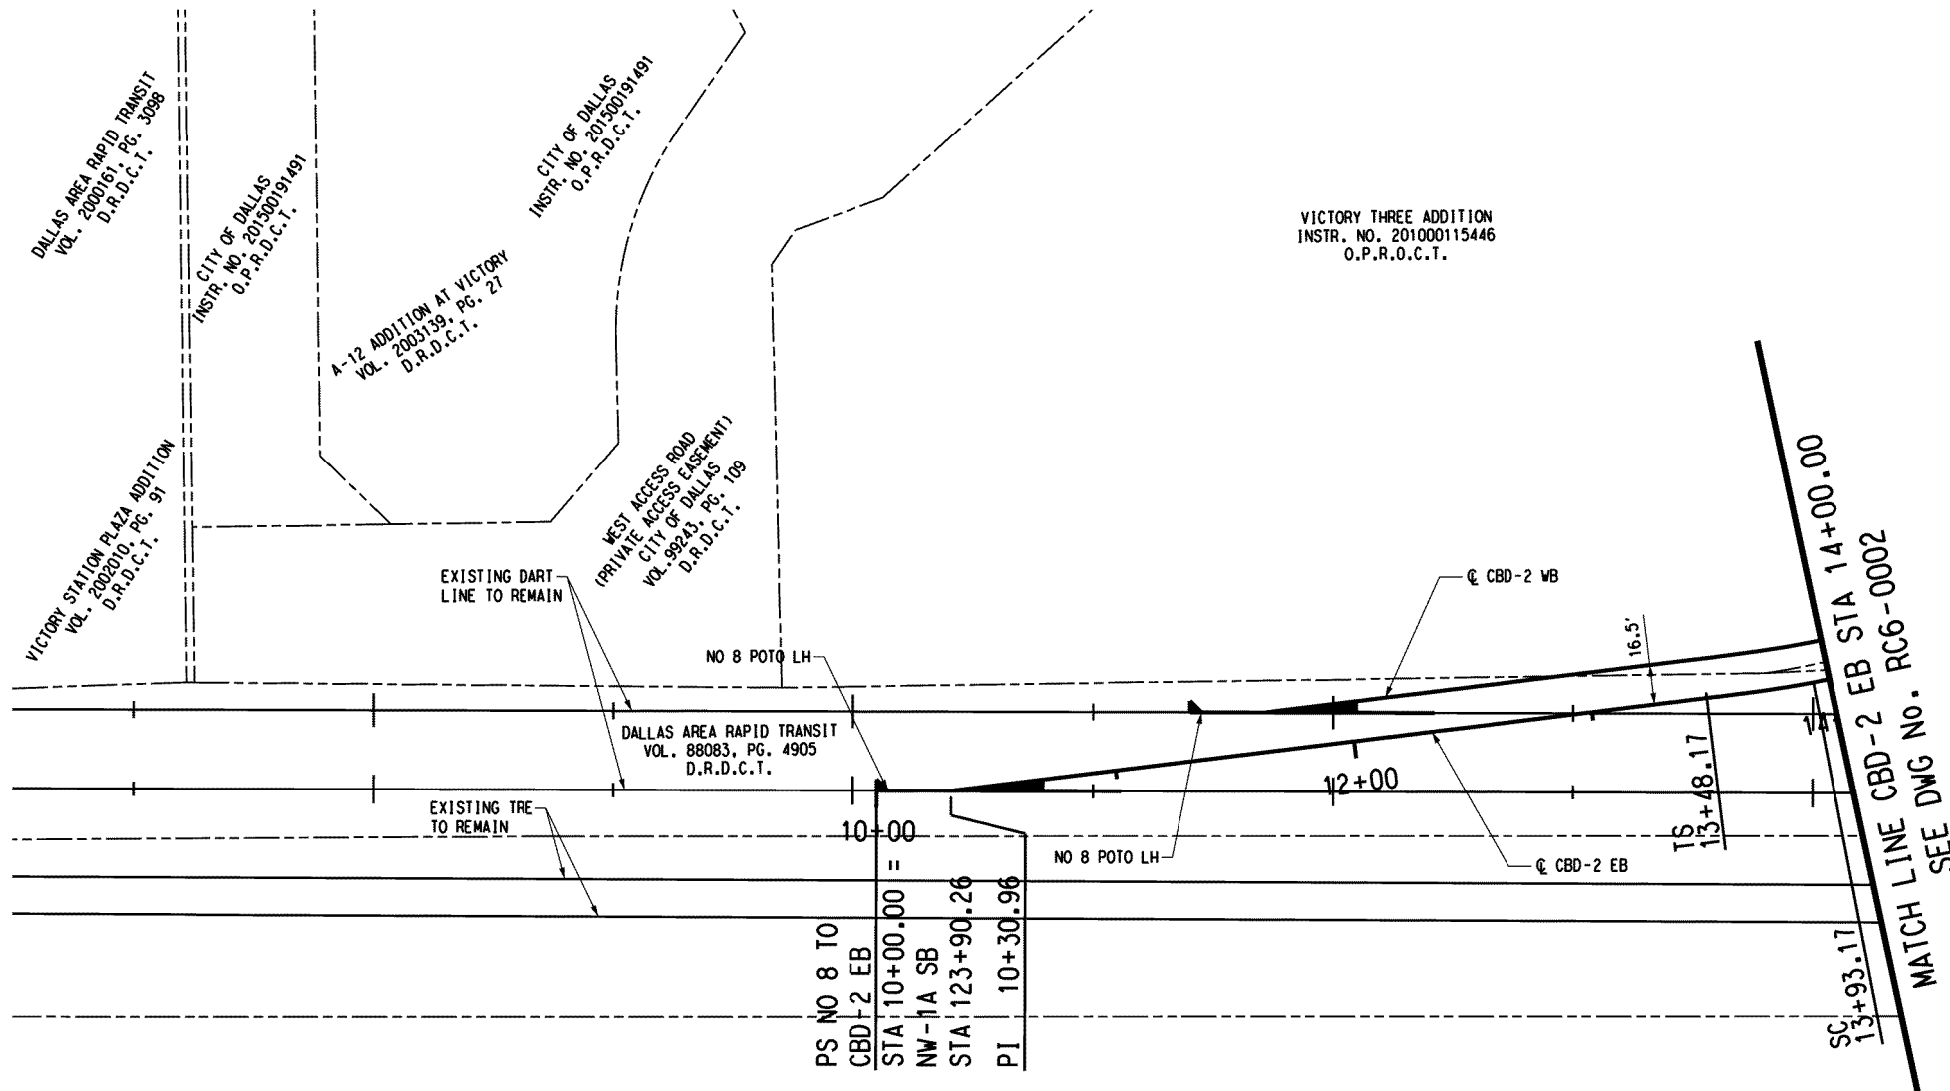 DALLAS AREA RAPID TRANSIT
VOL. 2000161, PG. 3098
D.R.D.C.T.
CITY OF DALLAS
INSTR. NO. 201500191491
O.P.R.D.C.T.
CITY OF DALLAS
INSTR. NO. 201500191491
O.P.R.D.C.T.
A-12 ADDITION AT VICTORY
VOL. 2003139, PG. 27
D.R.D.C.T.
VICTORY THREE ADDITION
INSTR. NO. 201000115446
O.P.R.O.C.T.
VICTORY STATION PLAZA ADDITION
VOL. 2002010, PG. 91
D.R.D.C.T.
WEST ACCESS ROAD
(PRIVATE ACCESS EASEMENT)
CITY OF DALLAS
VOL.99243, PG. 109
D.R.D.C.T.
EXISTING DART
LINE TO REMAIN
NO 8 POTO LH
℄ CBD-2 WB
16.5'
DALLAS AREA RAPID TRANSIT
VOL. 88083, PG. 4905
D.R.D.C.T.
EXISTING TRE
TO REMAIN
10+00
12+00
14
NO 8 POTO LH
℄ CBD-2 EB
TS
13+48.17
SC
13+93.17
PS NO 8 TO
CBD-2 EB
STA 10+00.00 =
NW-1A SB
STA 123+90.26
PI 10+30.96
MATCH LINE CBD-2 EB STA 14+00.00
SEE DWG No. RC6-0002